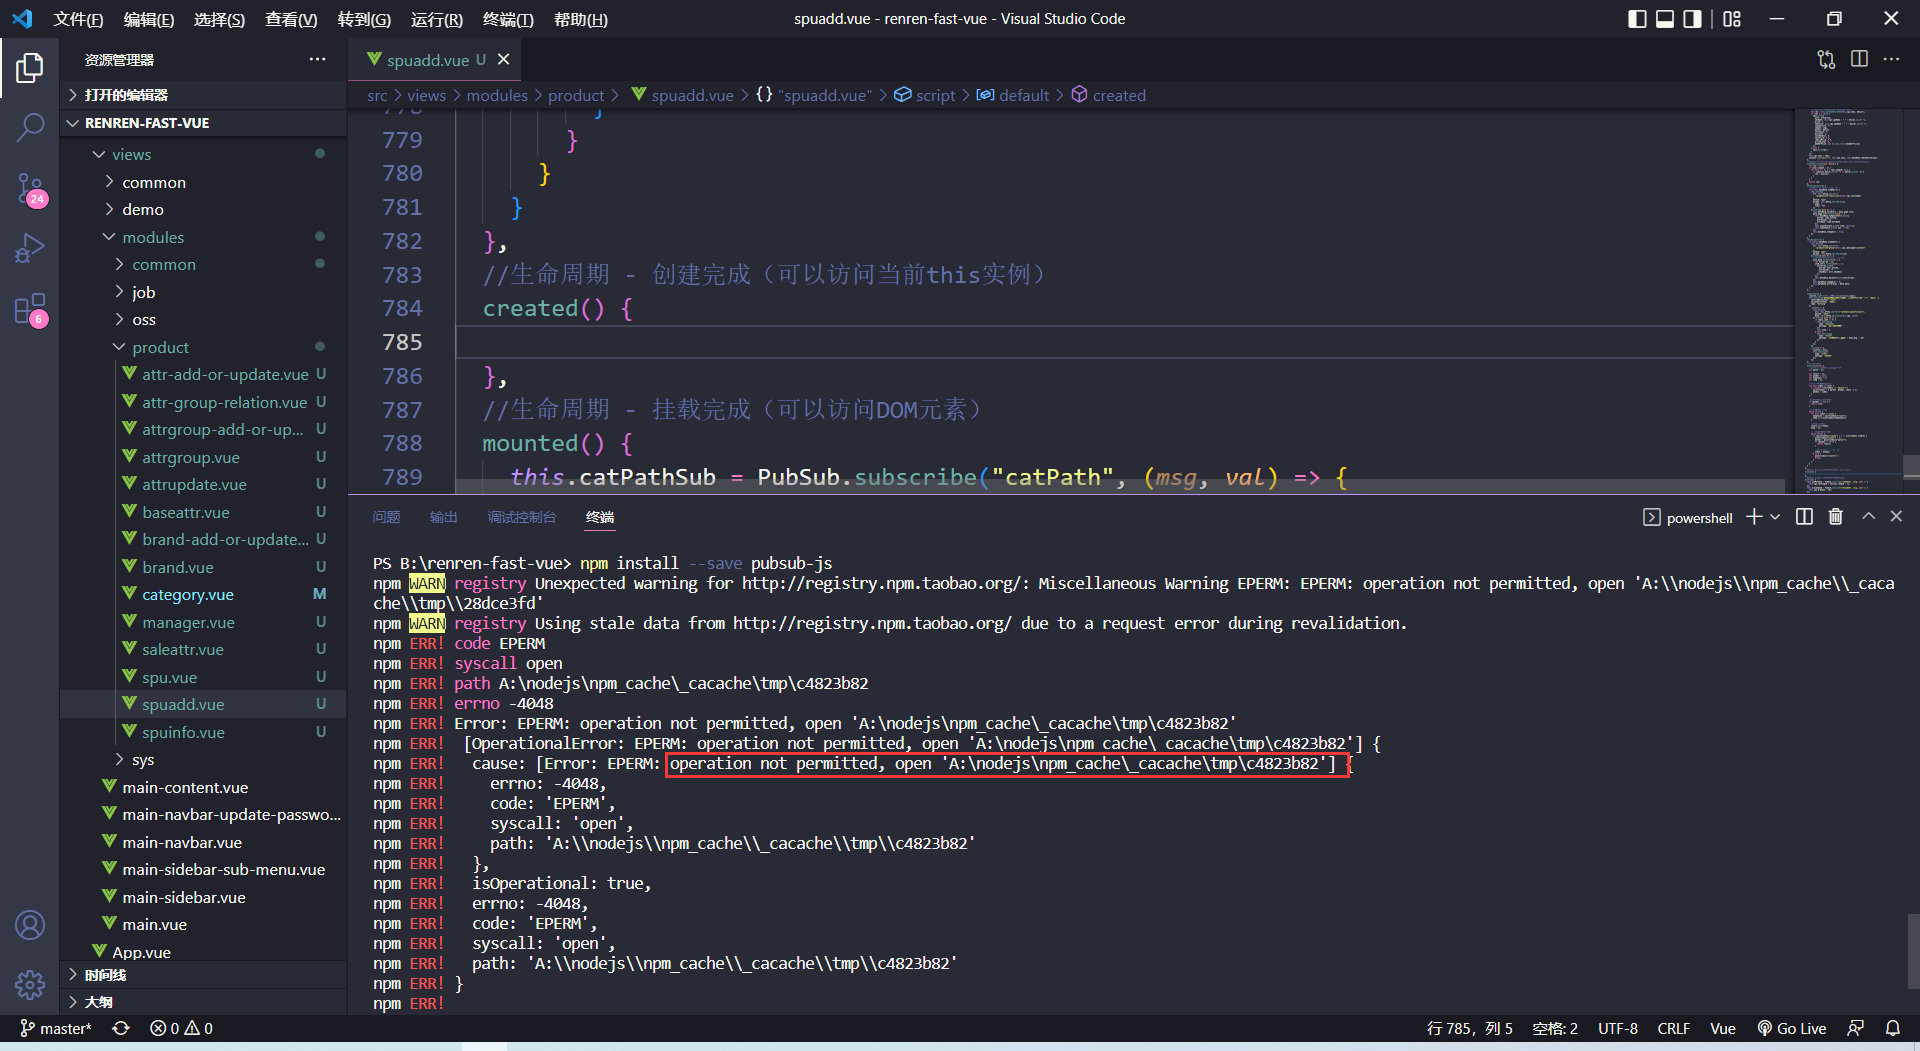 文件(F) 编辑(E) 选择(S) 查看(V) 转到(G) 运行(R) 终端(T) 帮助(H)
spuadd.vue - renren-fast-vue - Visual Studio Code
资源管理器
打开的编辑器
RENREN-FAST-VUE
views
common
demo
modules
common
job
oss
product
attr-add-or-update.vue U
attr-group-relation.vue U
attrgroup-add-or-up... U
attrgroup.vue U
attrupdate.vue U
baseattr.vue U
brand-add-or-update... U
brand.vue U
category.vue M
manager.vue U
saleattr.vue U
spu.vue U
spuadd.vue U
spuinfo.vue U
sys
main-content.vue
main-navbar-update-passwo...
main-navbar.vue
main-sidebar-sub-menu.vue
main-sidebar.vue
main.vue
App.vue
时间线
大纲
24
6
spuadd.vue U
src > views > modules > product > spuadd.vue > {} "spuadd.vue" > script > default > created
778 }
779 }
780 }
781 }
782 },
783 //生命周期 - 创建完成（可以访问当前this实例）
784 created() {
785
786 },
787 //生命周期 - 挂载完成（可以访问DOM元素）
788 mounted() {
789 this.catPathSub = PubSub.subscribe("catPath", (msg, val) => {
问题 输出 调试控制台 终端
powershell
PS B:\renren-fast-vue> npm install --save pubsub-js
npm WARN registry Unexpected warning for http://registry.npm.taobao.org/: Miscellaneous Warning EPERM: EPERM: operation not permitted, open 'A:\\nodejs\\npm_cache\\_caca
che\\tmp\\28dce3fd'
npm WARN registry Using stale data from http://registry.npm.taobao.org/ due to a request error during revalidation.
npm ERR! code EPERM
npm ERR! syscall open
npm ERR! path A:\nodejs\npm_cache\_cacache\tmp\c4823b82
npm ERR! errno -4048
npm ERR! Error: EPERM: operation not permitted, open 'A:\nodejs\npm_cache\_cacache\tmp\c4823b82'
npm ERR!  [OperationalError: EPERM: operation not permitted, open 'A:\nodejs\npm_cache\_cacache\tmp\c4823b82'] {
npm ERR!   cause: [Error: EPERM: operation not permitted, open 'A:\nodejs\npm_cache\_cacache\tmp\c4823b82'] {
npm ERR!     errno: -4048,
npm ERR!     code: 'EPERM',
npm ERR!     syscall: 'open',
npm ERR!     path: 'A:\\nodejs\\npm_cache\\_cacache\\tmp\\c4823b82'
npm ERR!   },
npm ERR!   isOperational: true,
npm ERR!   errno: -4048,
npm ERR!   code: 'EPERM',
npm ERR!   syscall: 'open',
npm ERR!   path: 'A:\\nodejs\\npm_cache\\_cacache\\tmp\\c4823b82'
npm ERR! }
npm ERR!
master* 0 0
行 785，列 5 空格: 2 UTF-8 CRLF Vue Go Live